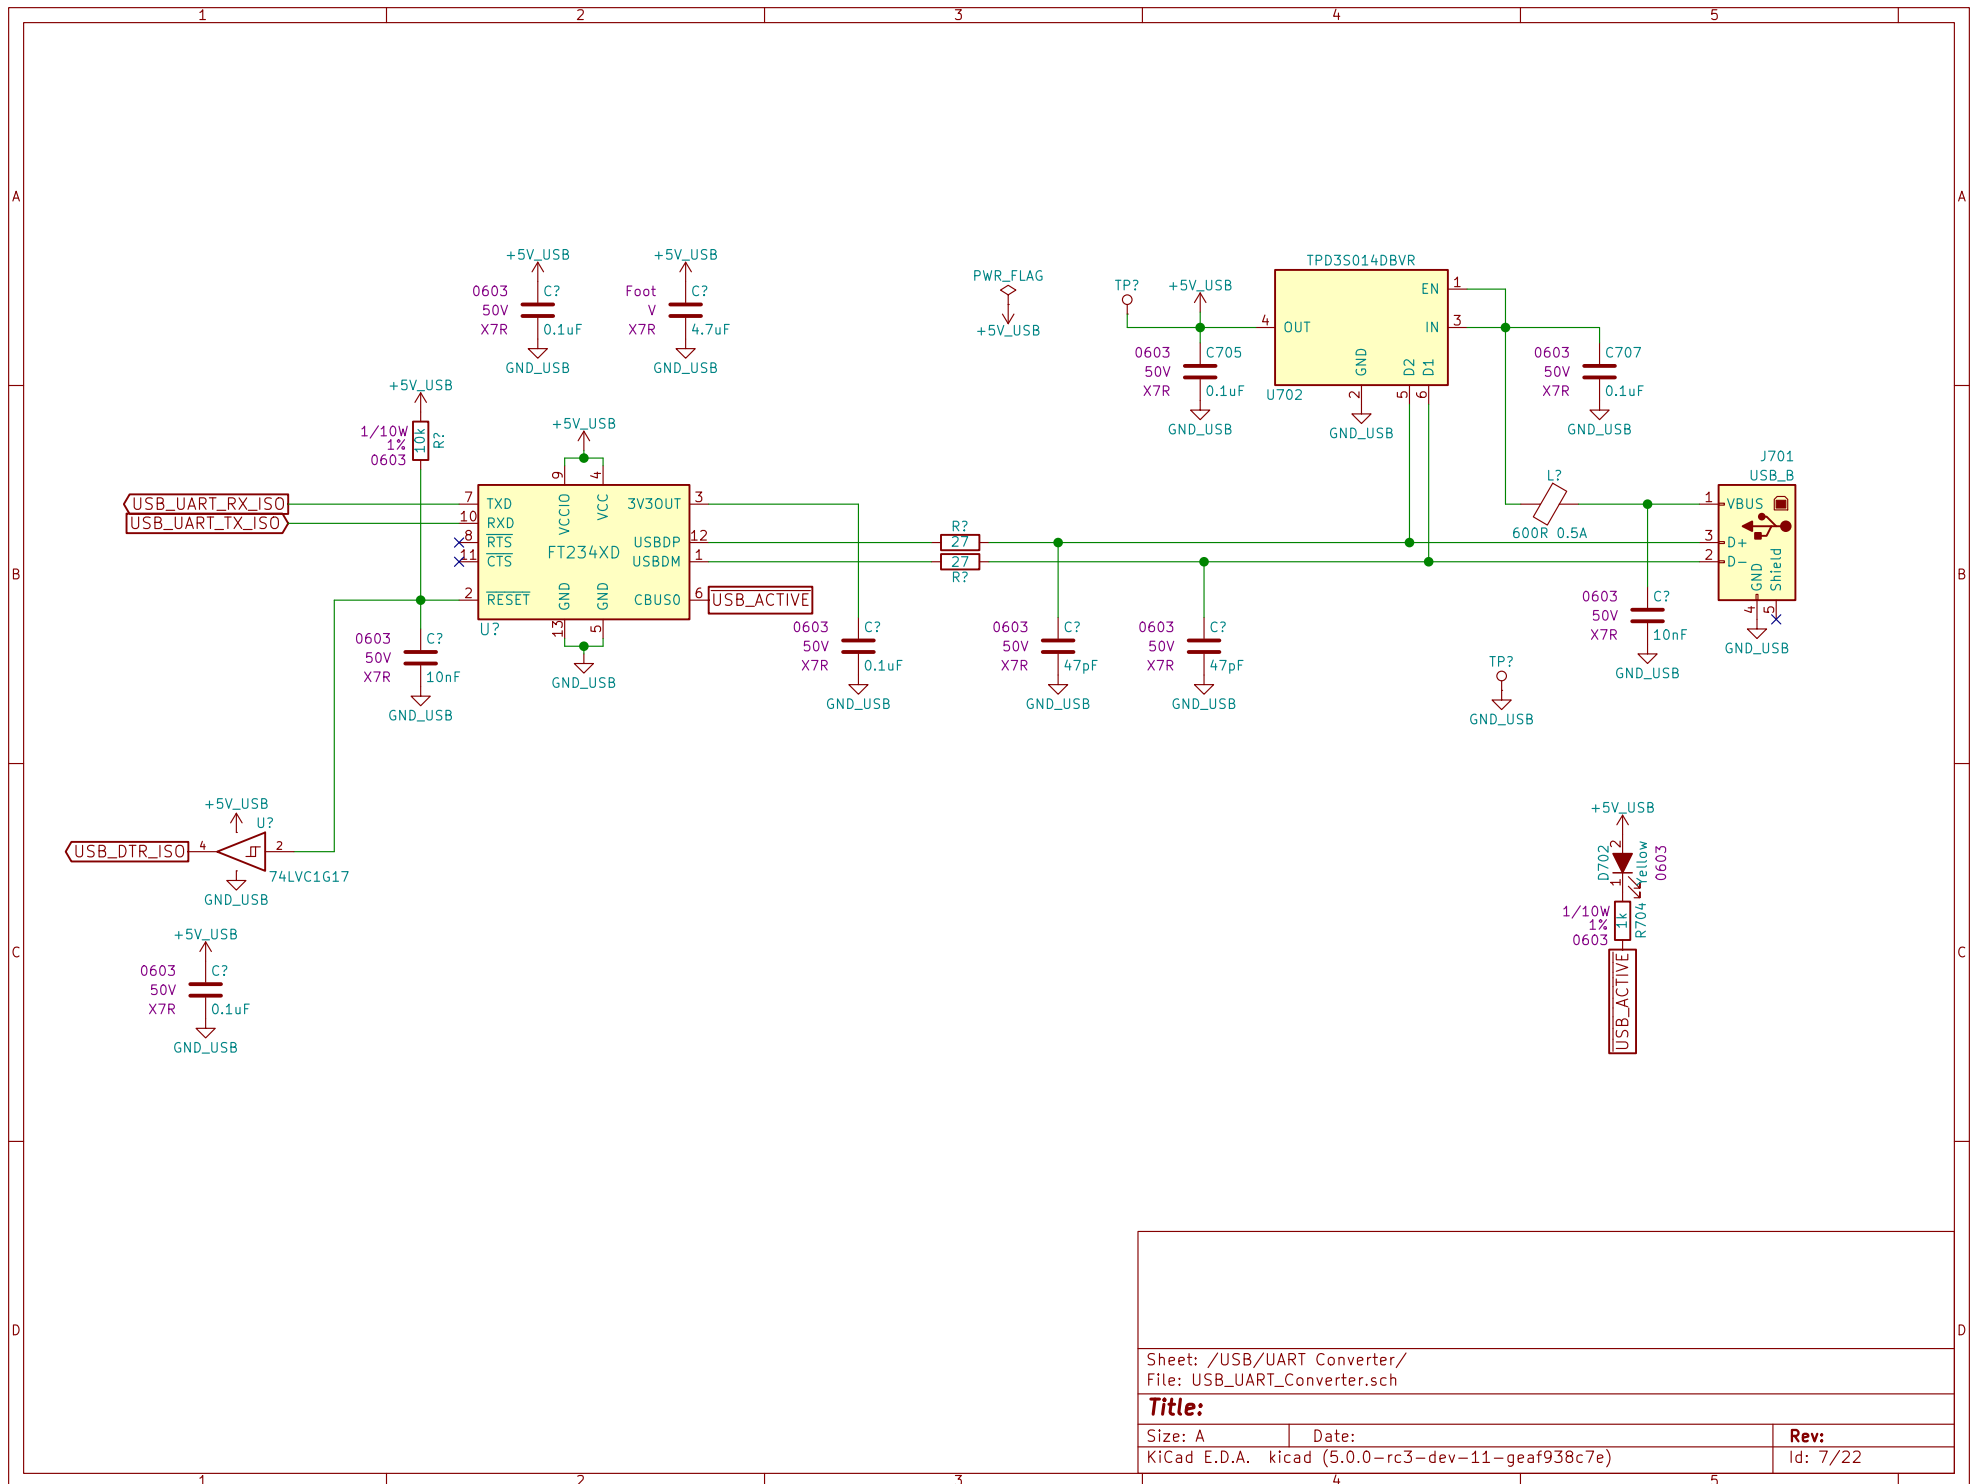 1 2 3 4 5
A A
+5V_USB
0603 C?
50V
X7R 0.1uF
GND_USB
+5V_USB
Foot C?
V
X7R 4.7uF
GND_USB
PWR_FLAG
+5V_USB
TP?
+5V_USB
0603 C705
50V
X7R 0.1uF
GND_USB
TPD3S014DBVR
EN 1
4 OUT IN 3
GND D2 D1
2 5 6
U702
GND_USB
0603 C707
50V
X7R 0.1uF
GND_USB
+5V_USB
1/10W
1%
0603
10k
R?
+5V_USB
9 4
USB_UART_RX_ISO
USB_UART_TX_ISO
7 TXD
10 RXD
8 RTS
11 CTS
2 RESET
VCCIO VCC
FT234XD
3V3OUT 3
USBDP 12
USBDM 1
CBUS0 6
USB_ACTIVE
GND GND
13 5
U?
GND_USB
0603 C?
50V
X7R 10nF
GND_USB
R?
27
27
R?
0603 C?
50V
X7R 0.1uF
GND_USB
0603 C?
50V
X7R 47pF
GND_USB
0603 C?
50V
X7R 47pF
GND_USB
L?
600R 0.5A
J701
USB_B
1 VBUS
3 D+
2 D-
GND Shield
4 5
GND_USB
0603 C?
50V
X7R 10nF
GND_USB
TP?
GND_USB
B B
+5V_USB
U?
USB_DTR_ISO 4 2
74LVC1G17
GND_USB
+5V_USB
0603 C?
50V
X7R 0.1uF
GND_USB
+5V_USB
2
D702
Yellow
0603
1
1/10W
1%
0603
1k
R704
USB_ACTIVE
C C
D D
Sheet: /USB/UART Converter/
File: USB_UART_Converter.sch
Title:
Size: A Date: Rev:
KiCad E.D.A. kicad (5.0.0-rc3-dev-11-geaf938c7e) Id: 7/22
1 2 3 4 5